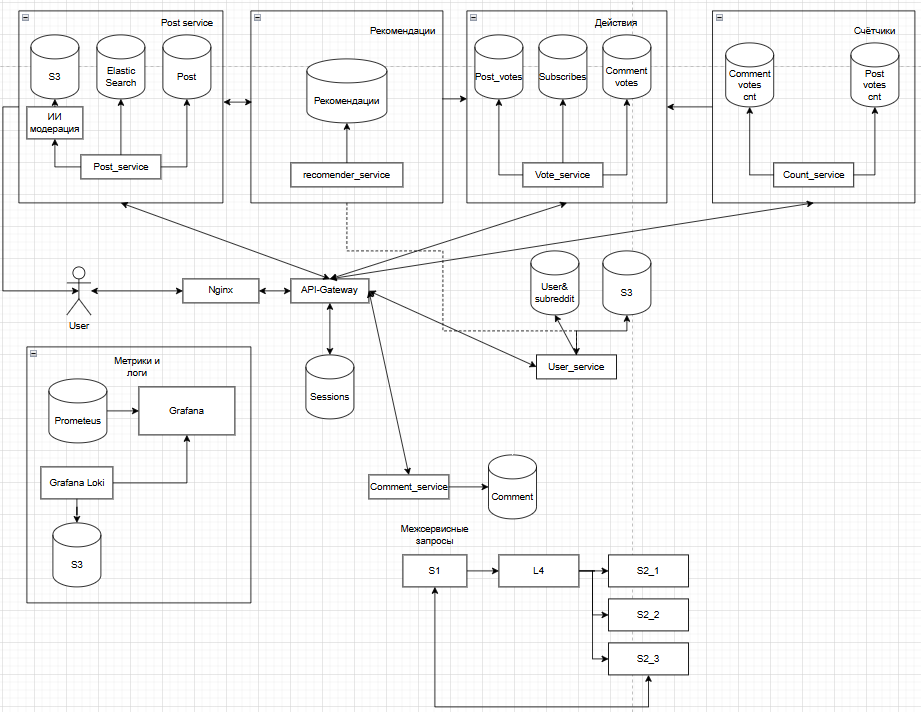 Post service
S3
Elastic
Search
Post
ИИ
модерация
Post_service
Рекомендации
Рекомендации
recomender_service
Действия
Post_votes
Subscribes
Comment
votes
Vote_service
Счётчики
Comment
votes
cnt
Post
votes
cnt
Count_service
User
Nginx
API-Gateway
Sessions
User&
subreddit
S3
User_service
Метрики и
логи
Prometeus
Grafana
Grafana Loki
S3
Comment_service
Comment
Межсервисные
запросы
S1
L4
S2_1
S2_2
S2_3